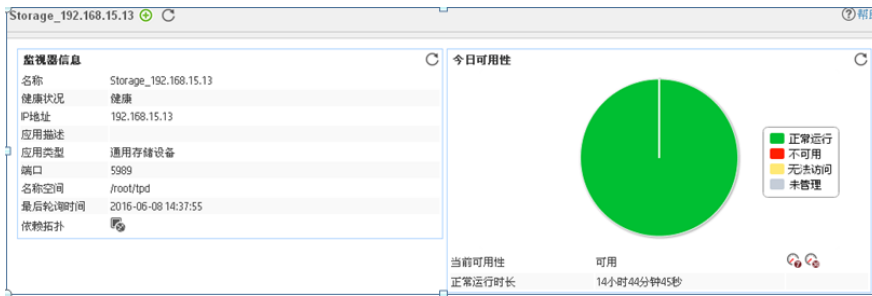 Storage_192.168.15.13
帮助
监视器信息
名称 Storage_192.168.15.13
健康状况 健康
IP地址 192.168.15.13
应用描述
应用类型 通用存储设备
端口 5989
名称空间 /root/tpd
最后轮询时间 2016-06-08 14:37:55
依赖拓扑
今日可用性
正常运行
不可用
无法访问
未管理
当前可用性 可用
正常运行时长 14小时44分钟45秒